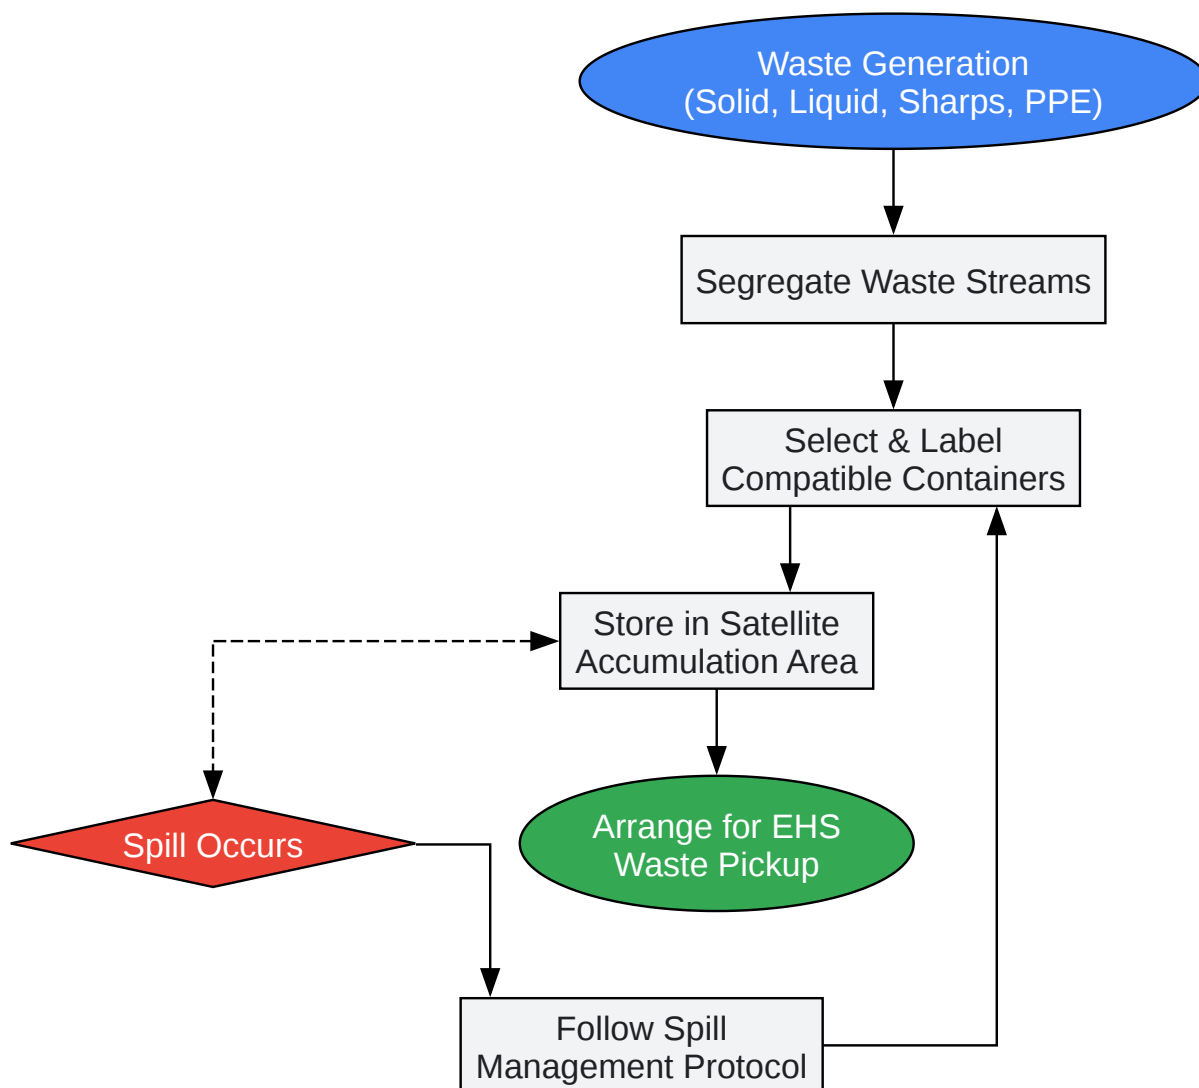 Waste Generation
(Solid, Liquid, Sharps, PPE)
Segregate Waste Streams
Select & Label
Compatible Containers
Store in Satellite
Accumulation Area
Spill Occurs
Arrange for EHS
Waste Pickup
Follow Spill
Management Protocol